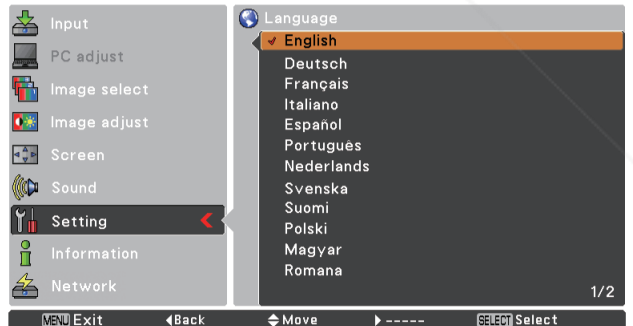 Input
PC adjust
Image select
Image adjust
Screen
Sound
Setting
Information
Network
Language
English
Deutsch
Français
Italiano
Español
Português
Nederlands
Svenska
Suomi
Polski
Magyar
Romana
1/2
MENU Exit
Back
Move
-----
SELECT Select